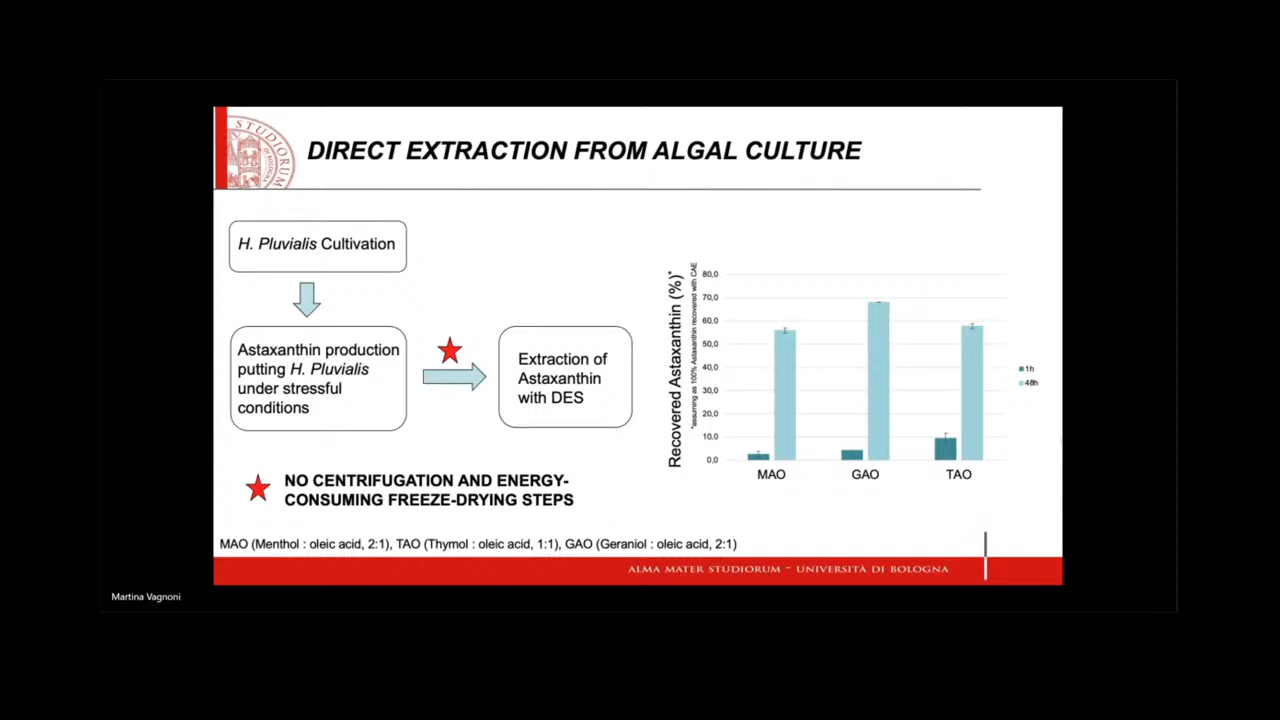 STUDIORUM
DIRECT EXTRACTION FROM ALGAL CULTURE
H. Pluvialis Cultivation
Astaxanthin production
putting H. Pluvialis
under stressful
conditions
Extraction of
Astaxanthin
with DES
NO CENTRIFUGATION AND ENERGY-
CONSUMING FREEZE-DRYING STEPS
Recovered Astaxanthin (%)*
*assuming as 100% Astaxanthin recovered with CAE
80,0
70,0
60,0
50,0
40,0
30,0
20,0
10,0
0,0
MAO
GAO
TAO
1h
48h
MAO (Menthol : oleic acid, 2:1), TAO (Thymol : oleic acid, 1:1), GAO (Geraniol : oleic acid, 2:1)
ALMA MATER STUDIORUM ~ UNIVERSITÀ DI BOLOGNA
Martina Vagnoni